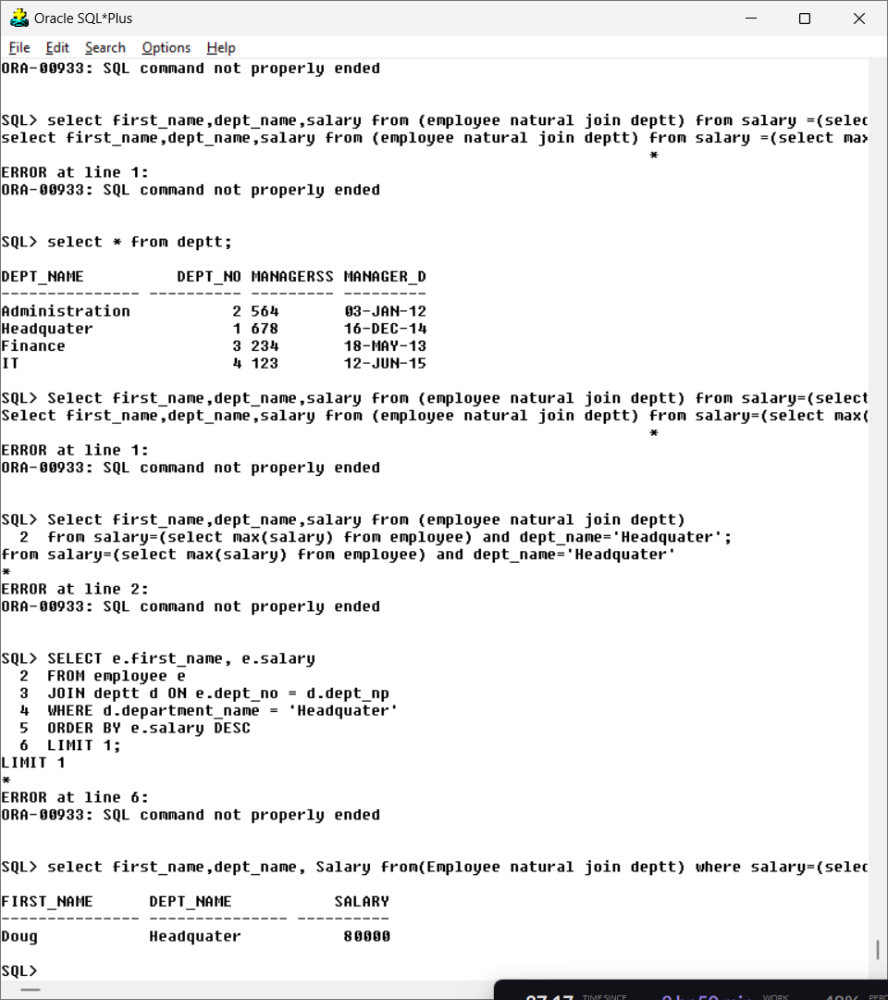 Oracle SQL*Plus
File Edit Search Options Help
ORA-00933: SQL command not properly ended
SQL> select first_name,dept_name,salary from (employee natural join deptt) from salary =(selec
select first_name,dept_name,salary from (employee natural join deptt) from salary =(select max
*
ERROR at line 1:
ORA-00933: SQL command not properly ended
SQL> select * from deptt;
DEPT_NAME DEPT_NO MANAGERSS MANAGER_D
--------------- ---------- --------- ---------
Administration 2 564 03-JAN-12
Headquater 1 678 16-DEC-14
Finance 3 234 18-MAY-13
IT 4 123 12-JUN-15
SQL> Select first_name,dept_name,salary from (employee natural join deptt) from salary=(select
Select first_name,dept_name,salary from (employee natural join deptt) from salary=(select max(
*
ERROR at line 1:
ORA-00933: SQL command not properly ended
SQL> Select first_name,dept_name,salary from (employee natural join deptt)
2 from salary=(select max(salary) from employee) and dept_name='Headquater';
from salary=(select max(salary) from employee) and dept_name='Headquater'
*
ERROR at line 2:
ORA-00933: SQL command not properly ended
SQL> SELECT e.first_name, e.salary
2 FROM employee e
3 JOIN deptt d ON e.dept_no = d.dept_np
4 WHERE d.department_name = 'Headquater'
5 ORDER BY e.salary DESC
6 LIMIT 1;
LIMIT 1
*
ERROR at line 6:
ORA-00933: SQL command not properly ended
SQL> select first_name,dept_name, Salary from(Employee natural join deptt) where salary=(selec
FIRST_NAME DEPT_NAME SALARY
--------------- --------------- ----------
Doug Headquater 80000
SQL>
TIME SINCE WORK